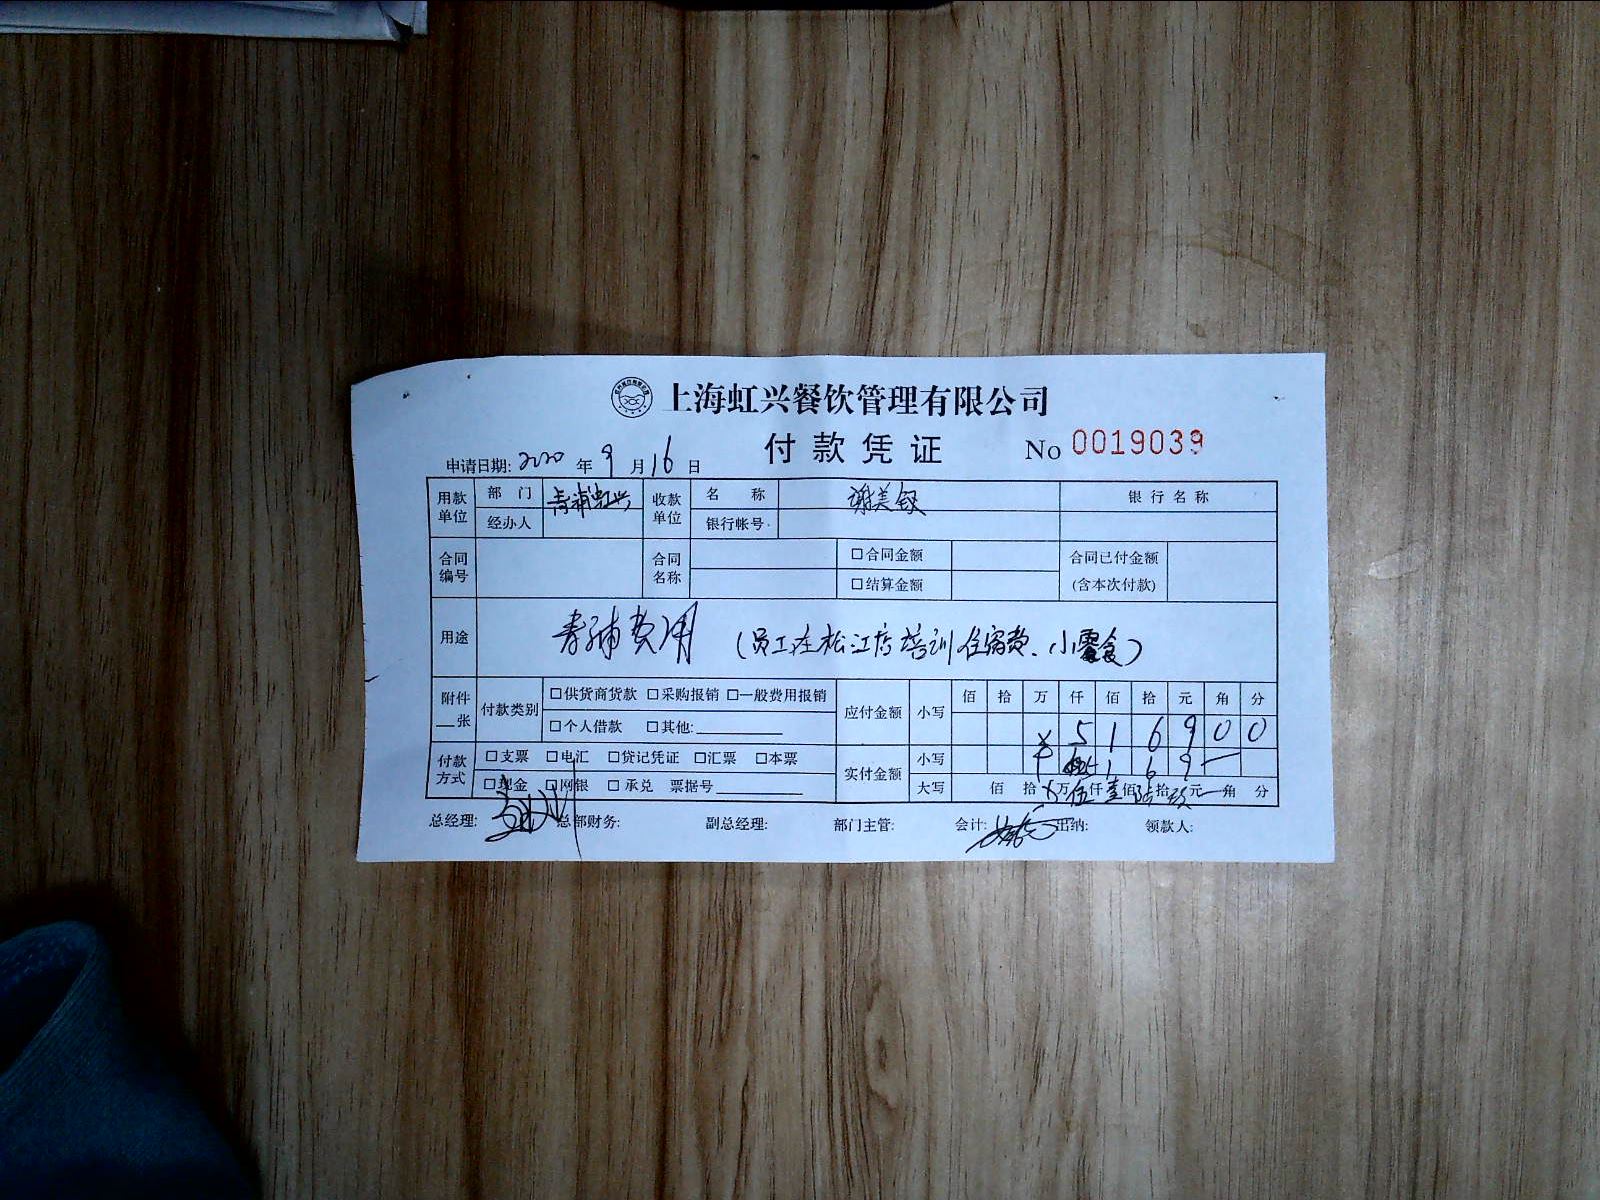 上海虹兴餐饮管理有限公司
付款凭证 No 0019039
申请日期: 2020 年 9 月 16 日
用款单位 部门 青浦虹兴 收款单位 名称 谢美钗 银行名称
经办人 银行帐号
合同编号 合同名称 □合同金额 合同已付金额
□结算金额 (含本次付款)
用途 青浦费用 (员工在松江店培训住宿费、小零食)
附件 张 付款类别 □供货商货款 □采购报销 □一般费用报销 应付金额 小写 佰 拾 万 仟 佰 拾 元 角 分
□个人借款 □其他: ¥ 5 1 6 9 0 0
付款方式 □支票 □电汇 □贷记凭证 □汇票 □本票 实付金额 小写 ¥ 1 6 9 一
□现金 □网银 □承兑 票据号 大写 佰 拾 万 伍 仟 壹 佰 陆 拾 玖 元 角 分
总经理: 总部财务: 副总经理: 部门主管: 会计: 出纳: 领款人: